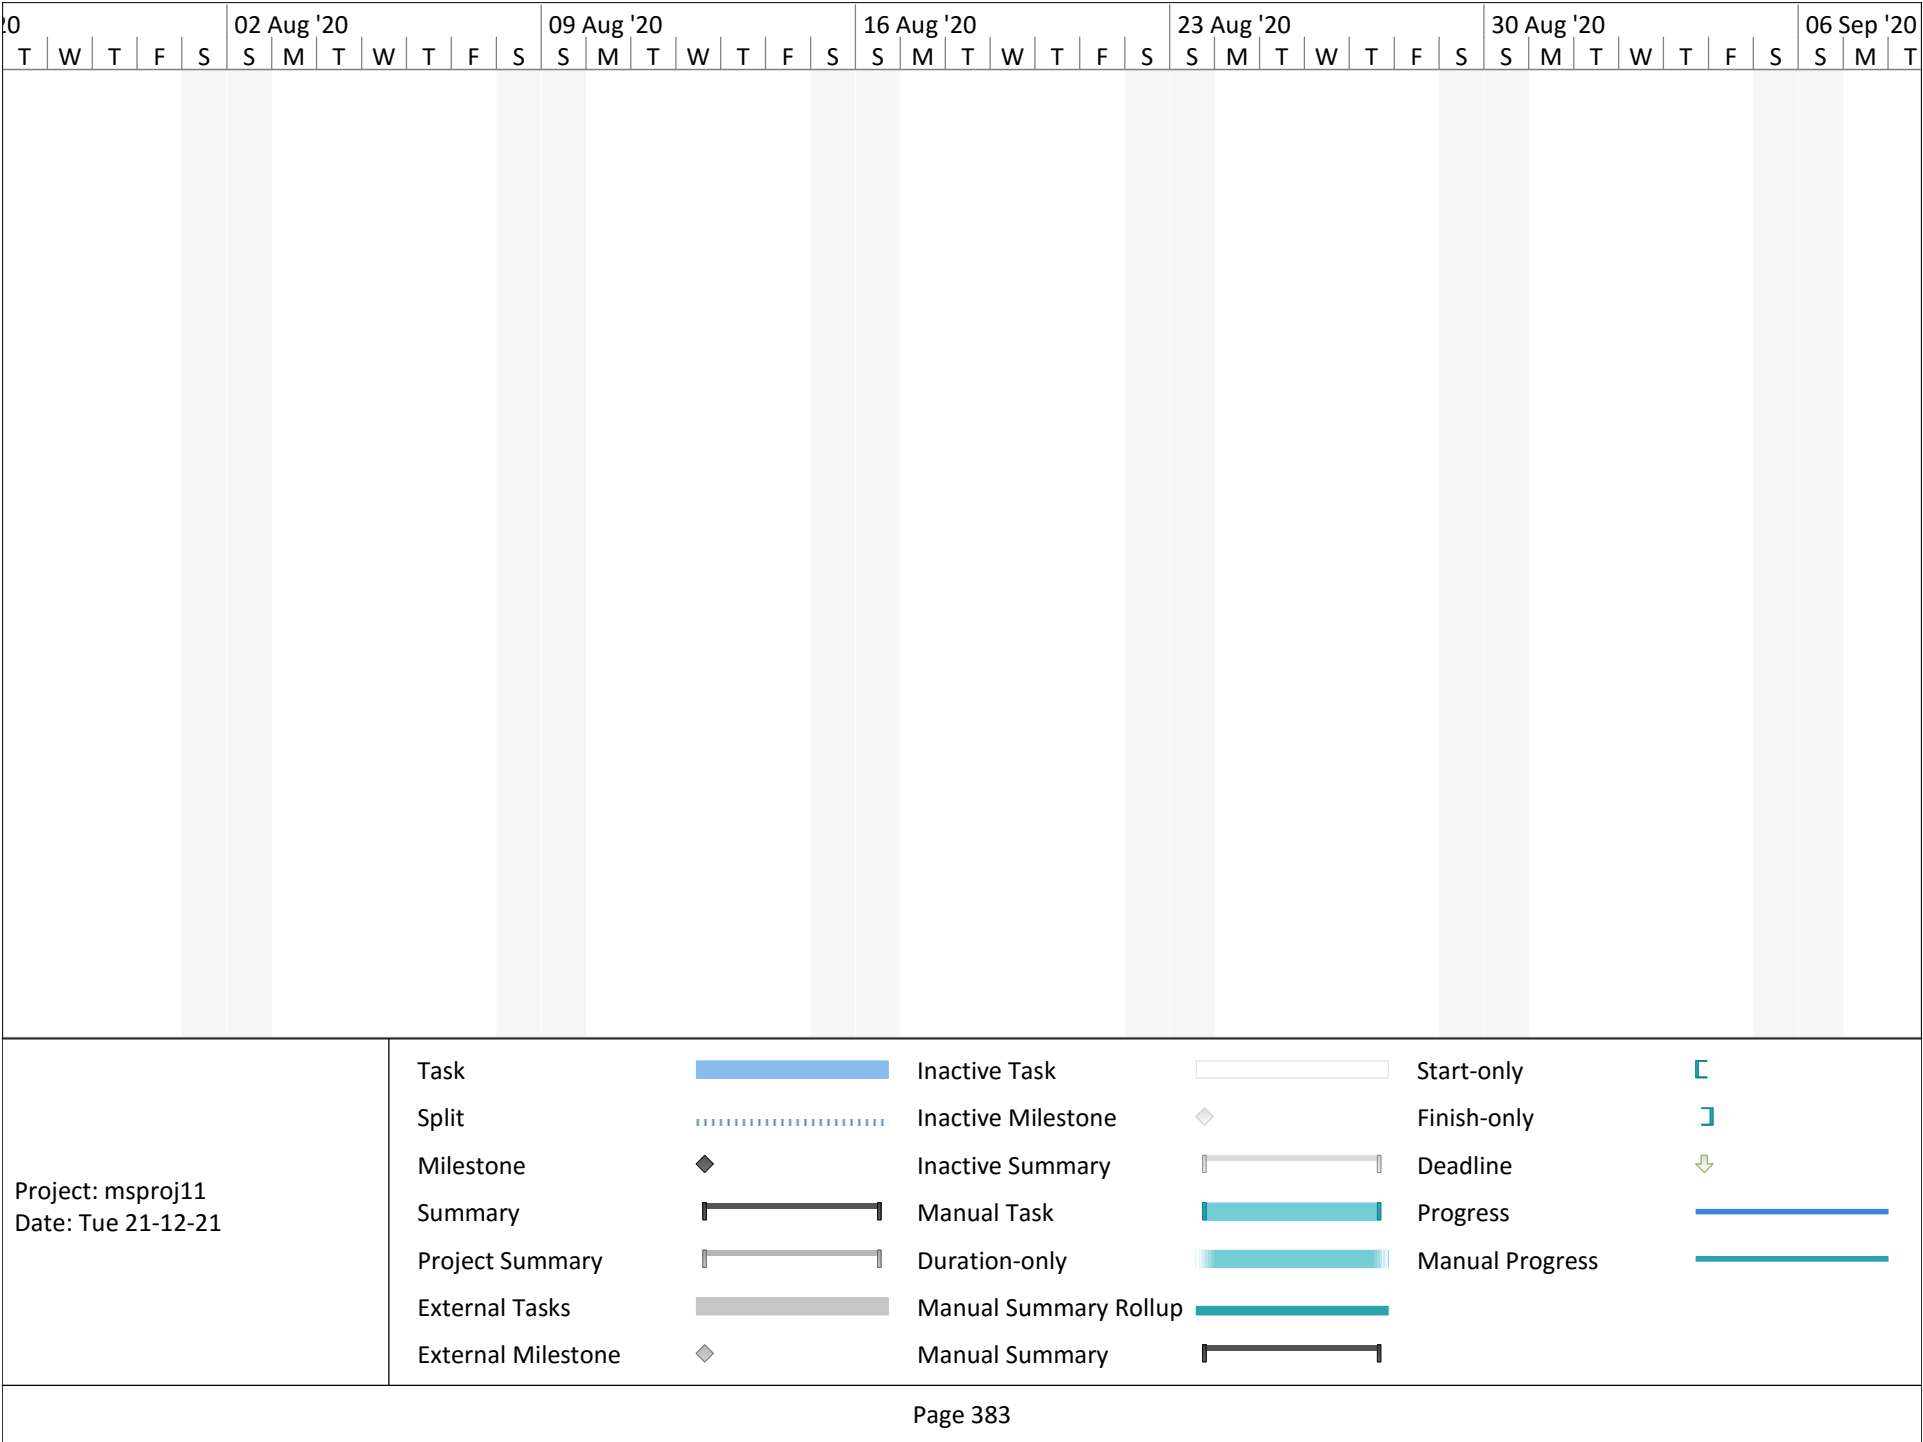 20 02 Aug '20 09 Aug '20 16 Aug '20 23 Aug '20 30 Aug '20 06 Sep '20
T W T F S S M T W T F S S M T W T F S S M T W T F S S M T W T F S S M T W T F S S M T
Task
Split
Milestone
Summary
Project Summary
External Tasks
External Milestone
Inactive Task
Inactive Milestone
Inactive Summary
Manual Task
Duration-only
Manual Summary Rollup
Manual Summary
Start-only
Finish-only
Deadline
Progress
Manual Progress
Project: msproj11
Date: Tue 21-12-21
Page 383